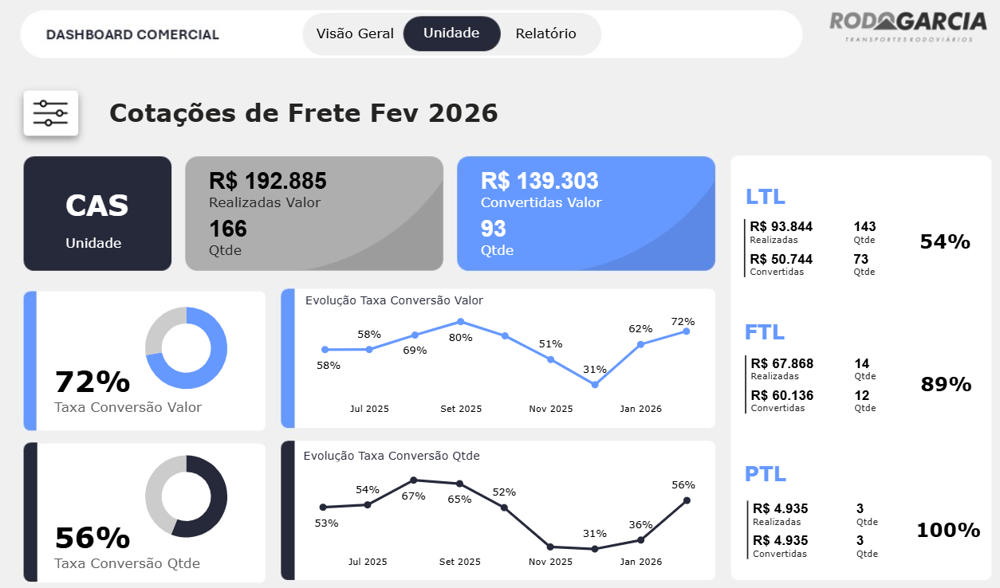 DASHBOARD COMERCIAL
Visão Geral
Unidade
Relatório
RODOGARCIA
TRANSPORTES RODOVIÁRIOS
Cotações de Frete Fev 2026
CAS
Unidade
R$ 192.885
Realizadas Valor
166
Qtde
R$ 139.303
Convertidas Valor
93
Qtde
72%
Taxa Conversão Valor
Evolução Taxa Conversão Valor
58%
58%
69%
80%
51%
31%
62%
72%
Jul 2025
Set 2025
Nov 2025
Jan 2026
56%
Taxa Conversão Qtde
Evolução Taxa Conversão Qtde
53%
54%
67%
65%
52%
31%
36%
56%
Jul 2025
Set 2025
Nov 2025
Jan 2026
LTL
R$ 93.844 143
Realizadas Qtde
54%
R$ 50.744 73
Convertidas Qtde
FTL
R$ 67.868 14
Realizadas Qtde
89%
R$ 60.136 12
Convertidas Qtde
PTL
R$ 4.935 3
Realizadas Qtde
100%
R$ 4.935 3
Convertidas Qtde